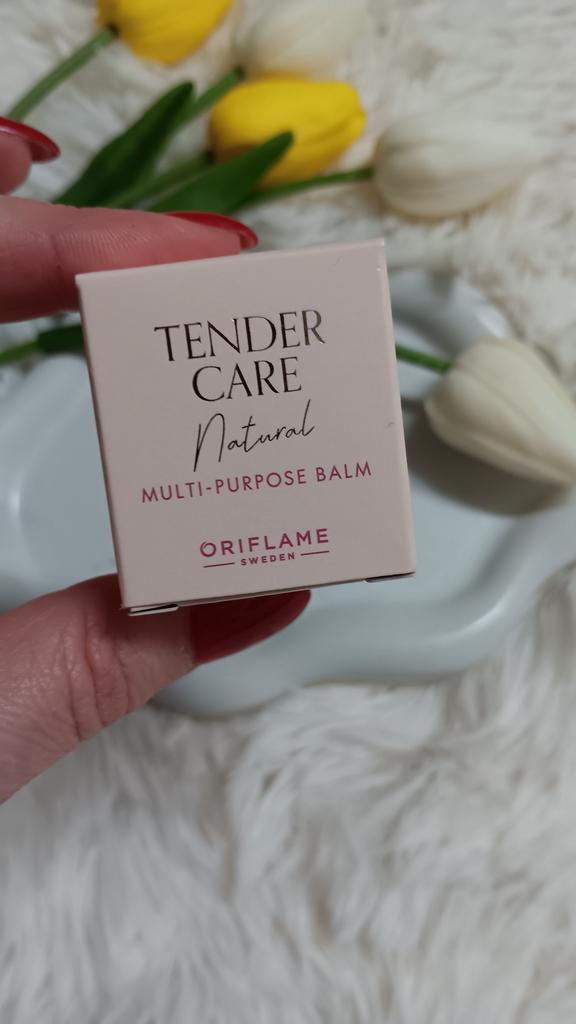 TENDER
CARE
Natural
MULTI-PURPOSE BALM
ORIFLAME
SWEDEN